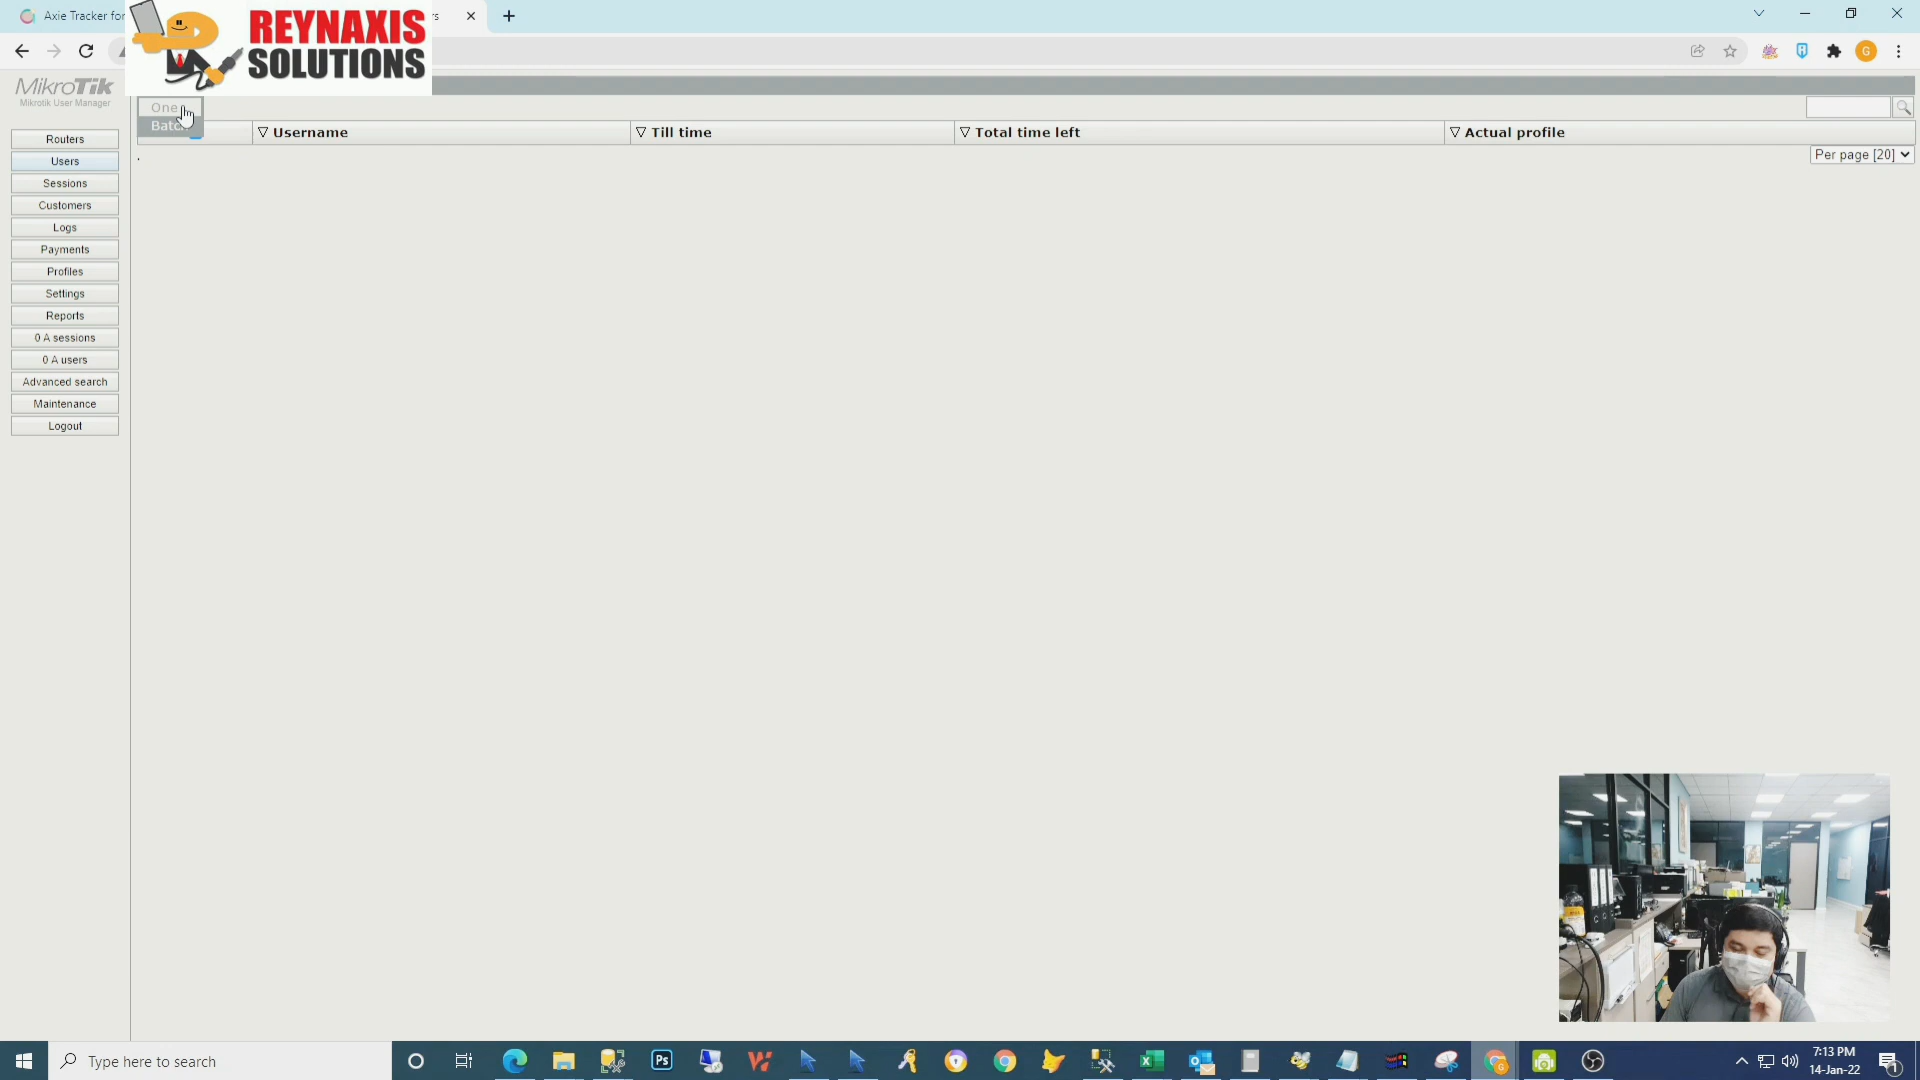 Axie Tracker for
REYNAXIS
SOLUTIONS
G
MikroTik
Mikrotik User Manager
One
Username
Till time
Total time left
Actual profile
Per page [20]
Routers
Users
Sessions
Customers
Logs
Payments
Profiles
Settings
Reports
0 A sessions
0 A users
Advanced search
Maintenance
Logout
Type here to search
Ps
7:13 PM
14-Jan-22
1